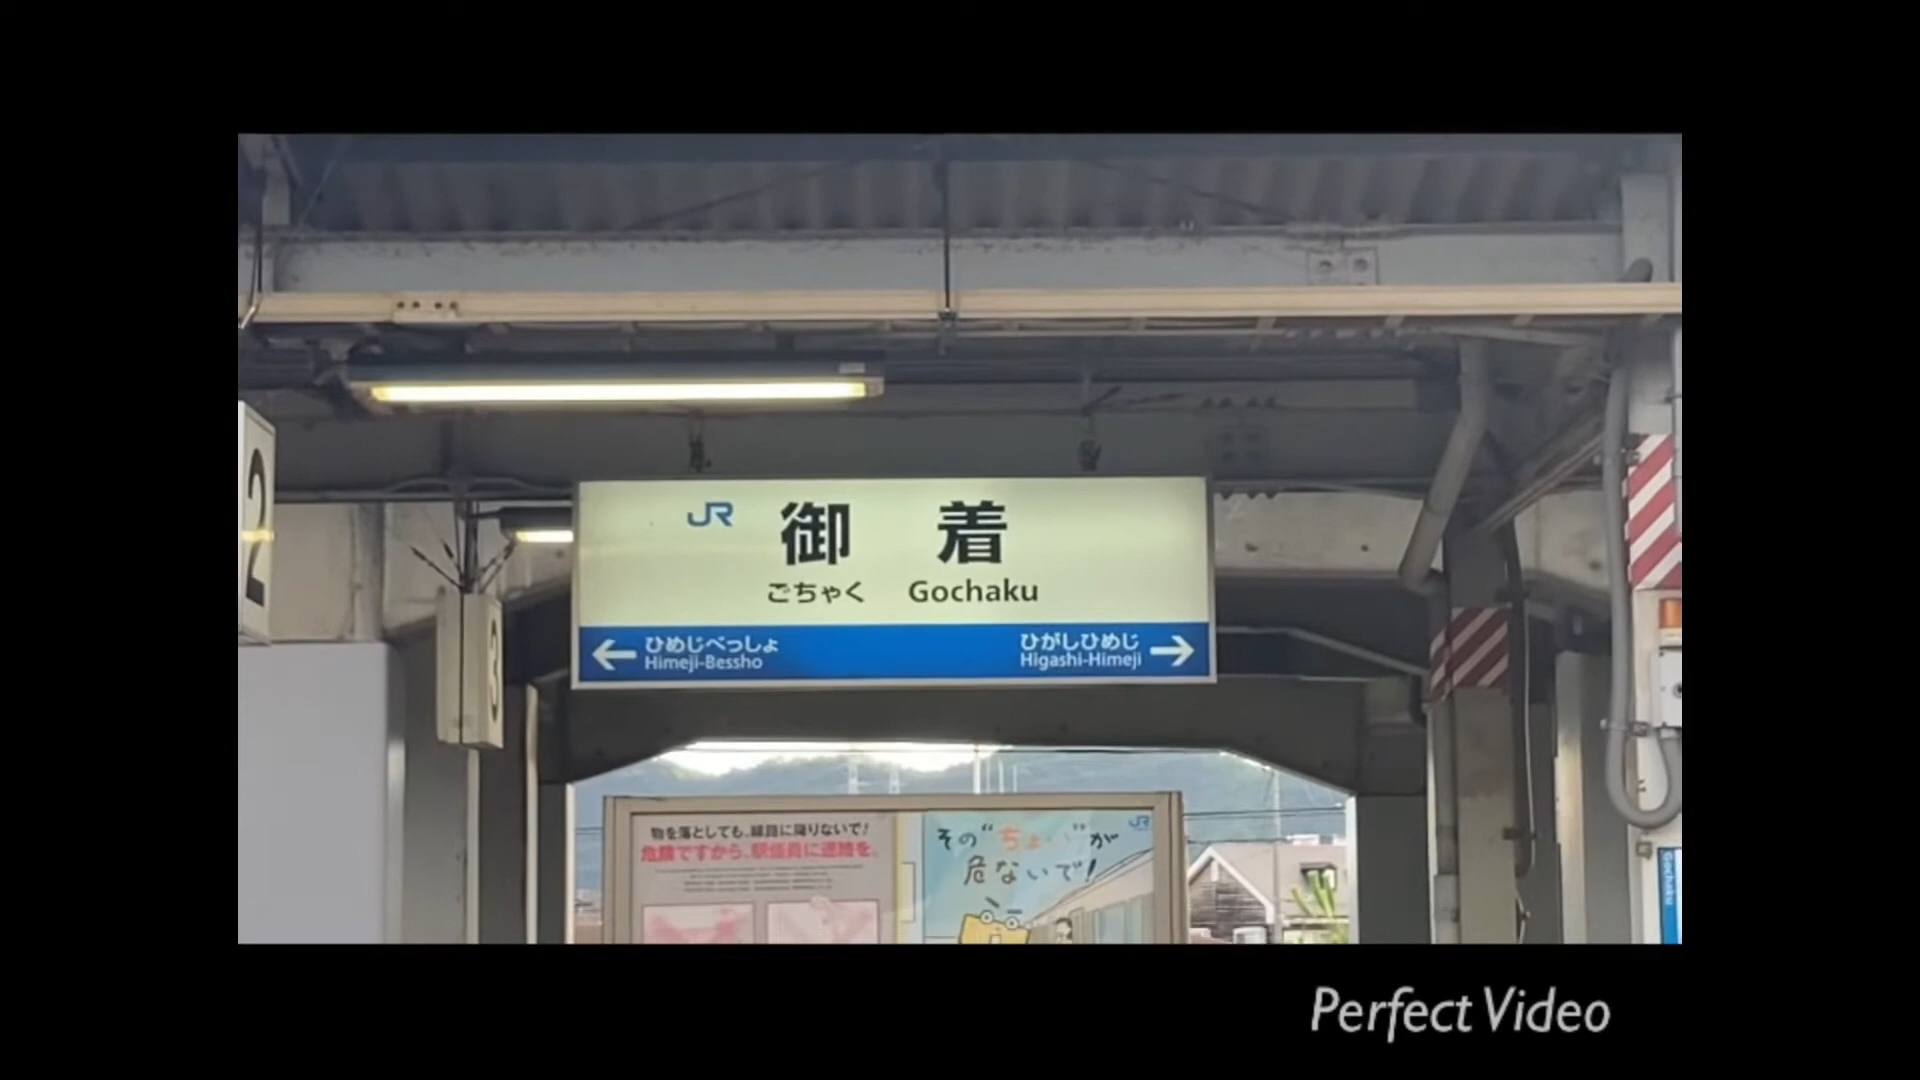 2
3
JR
御着
ごちゃく Gochaku
← ひめじべっしょ
Himeji-Bessho
ひがしひめじ →
Higashi-Himeji
物を落としても、線路に降りないで!
危険ですから、駅係員に連絡を。
その“ちょっと”が
危ないで!
JR
Gochaku
Perfect Video